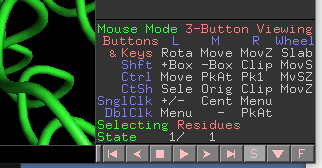 Mouse Mode 3-Button Viewing
Buttons L M R Wheel
& Keys Rota Move MovZ Slab
Shft +Box -Box Clip MovS
Ctrl Move PkAt Pk1 MvSZ
CtSh Sele Orig Clip MovZ
SnglClk +/- Cent Menu
DblClk Menu - PkAt
Selecting Residues
State 1/ 1
S F